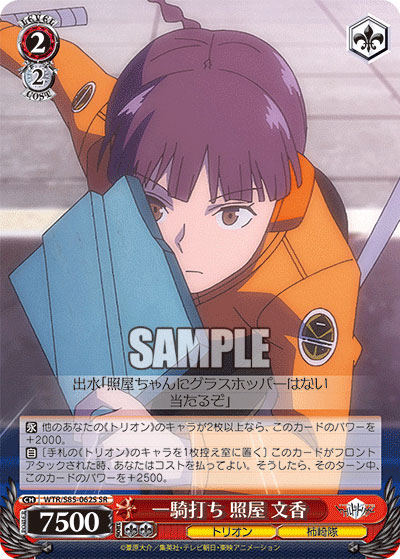 LEVEL
2
2
COST
SAMPLE
出水「照屋ちゃんにグラスホッパーはない
当たるぞ」
永 他のあなたの《トリオン》のキャラが2枚以上なら、このカードのパワーを
+2000。
自 [手札の《トリオン》のキャラを1枚控え室に置く] このカードがフロント
アタックされた時、あなたはコストを払ってよい。そうしたら、そのターン中、
このカードのパワーを+2500。
CH WTR/S85-062S SR
7500
一騎打ち 照屋 文香
トリオン
柿崎隊
©葦原大介／集英社・テレビ朝日・東映アニメーション